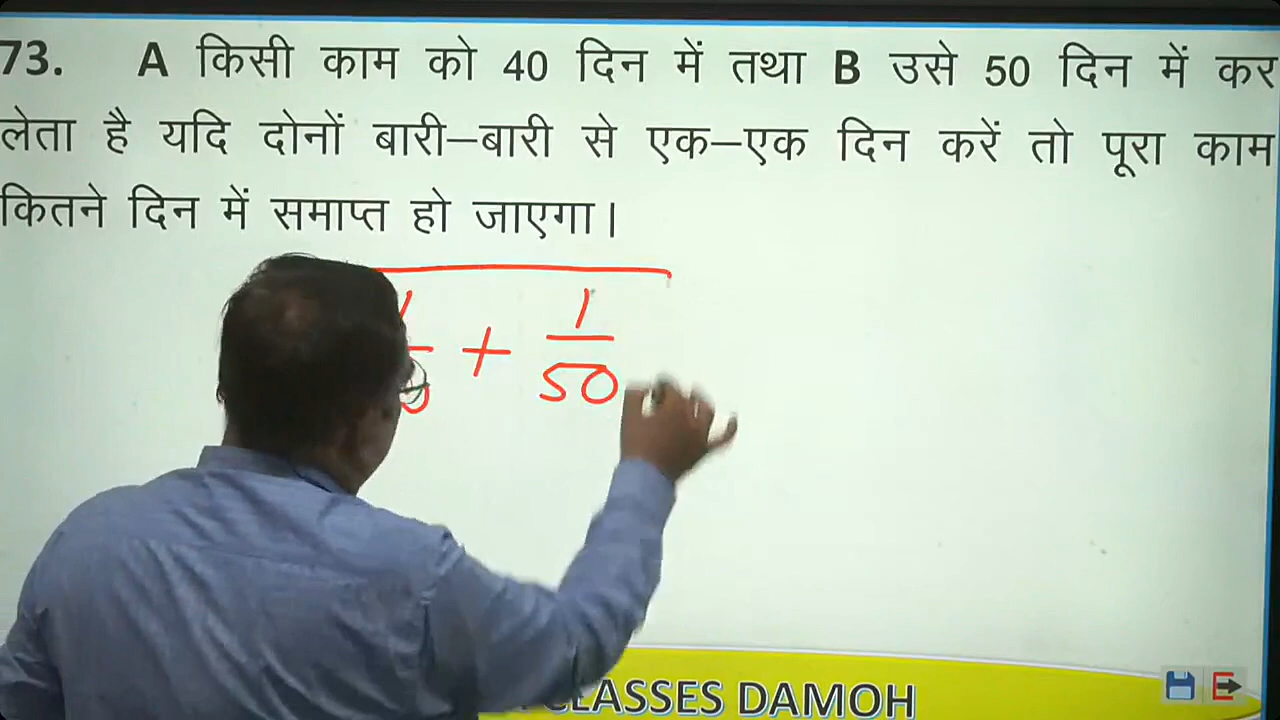 73. A किसी काम को 40 दिन में तथा B उसे 50 दिन में कर
लेता है यदि दोनों बारी–बारी से एक–एक दिन करें तो पूरा काम
कितने दिन में समाप्त हो जाएगा।
+ 1/50
CLASSES DAMOH